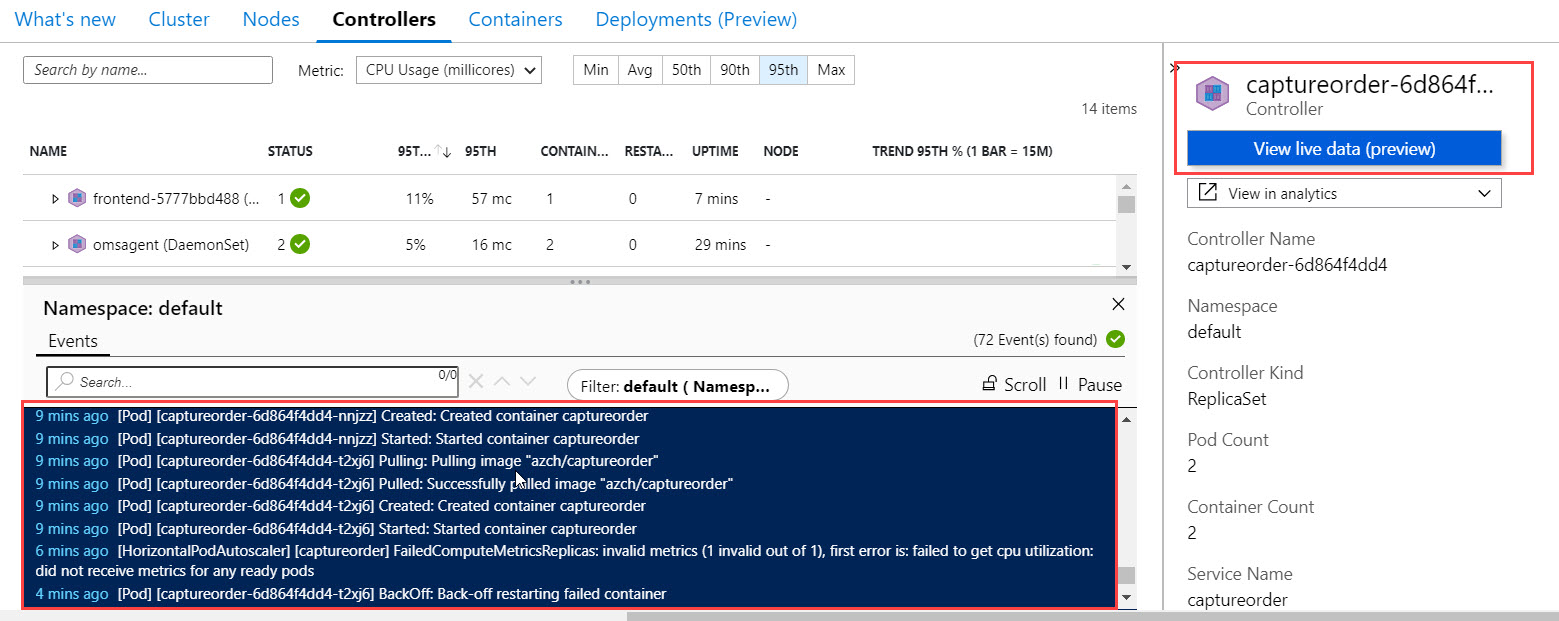 What's new Cluster Nodes Controllers Containers Deployments (Preview)
Search by name...
Metric:
CPU Usage (millicores)
Min Avg 50th 90th 95th Max
14 items
NAME STATUS 95T... 95TH CONTAIN... RESTA... UPTIME NODE TREND 95TH % (1 BAR = 15M)
frontend-5777bbd488 (... 1 11% 57 mc 1 0 7 mins -
omsagent (DaemonSet) 2 5% 16 mc 2 0 29 mins -
Namespace: default
Events
(72 Event(s) found)
Search...
0/0
Filter: default ( Namesp...
Scroll
Pause
9 mins ago [Pod] [captureorder-6d864f4dd4-nnjzz] Created: Created container captureorder
9 mins ago [Pod] [captureorder-6d864f4dd4-nnjzz] Started: Started container captureorder
9 mins ago [Pod] [captureorder-6d864f4dd4-t2xj6] Pulling: Pulling image "azch/captureorder"
9 mins ago [Pod] [captureorder-6d864f4dd4-t2xj6] Pulled: Successfully pulled image "azch/captureorder"
9 mins ago [Pod] [captureorder-6d864f4dd4-t2xj6] Created: Created container captureorder
9 mins ago [Pod] [captureorder-6d864f4dd4-t2xj6] Started: Started container captureorder
6 mins ago [HorizontalPodAutoscaler] [captureorder] FailedComputeMetricsReplicas: invalid metrics (1 invalid out of 1), first error is: failed to get cpu utilization:
did not receive metrics for any ready pods
4 mins ago [Pod] [captureorder-6d864f4dd4-t2xj6] BackOff: Back-off restarting failed container
captureorder-6d864f...
Controller
View live data (preview)
View in analytics
Controller Name
captureorder-6d864f4dd4
Namespace
default
Controller Kind
ReplicaSet
Pod Count
2
Container Count
2
Service Name
captureorder